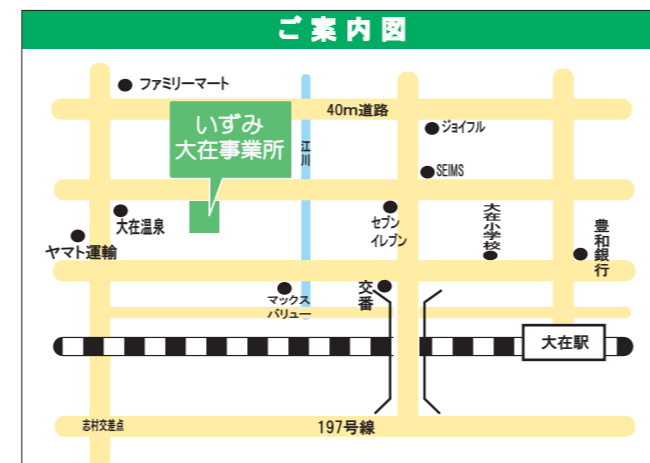 ご案内図
ファミリーマート
40m道路
いずみ
大在事業所
江川
ジョイフル
SEIMS
大在温泉
ヤマト運輸
セブン
イレブン
大在小学校
豊和銀行
マックス
バリュー
交番
大在駅
志村交差点
197号線